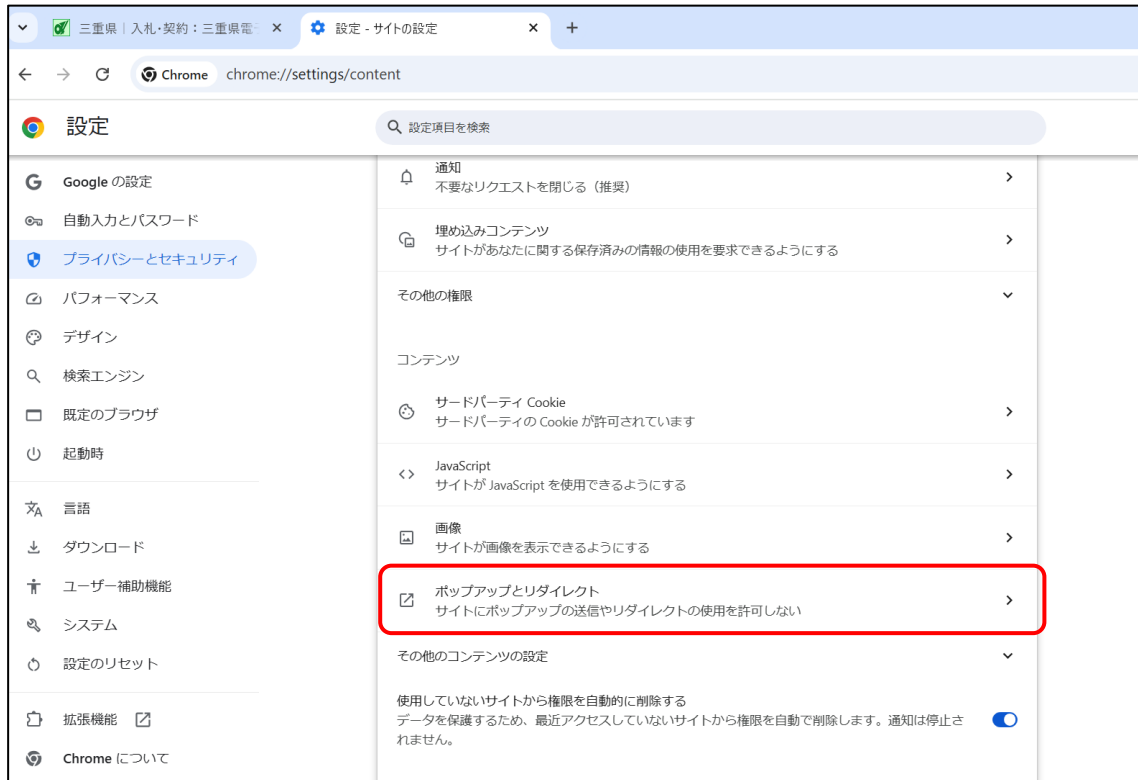 三重県｜入札・契約：三重県電
設定 - サイトの設定
Chrome
chrome://settings/content
設定
設定項目を検索
Google の設定
自動入力とパスワード
プライバシーとセキュリティ
パフォーマンス
デザイン
検索エンジン
既定のブラウザ
起動時
言語
ダウンロード
ユーザー補助機能
システム
設定のリセット
拡張機能
Chrome について
通知
不要なリクエストを閉じる（推奨）
埋め込みコンテンツ
サイトがあなたに関する保存済みの情報の使用を要求できるようにする
その他の権限
コンテンツ
サードパーティ Cookie
サードパーティの Cookie が許可されています
JavaScript
サイトが JavaScript を使用できるようにする
画像
サイトが画像を表示できるようにする
ポップアップとリダイレクト
サイトにポップアップの送信やリダイレクトの使用を許可しない
その他のコンテンツの設定
使用していないサイトから権限を自動的に削除する
データを保護するため、最近アクセスしていないサイトから権限を自動で削除します。通知は停止さ
れません。